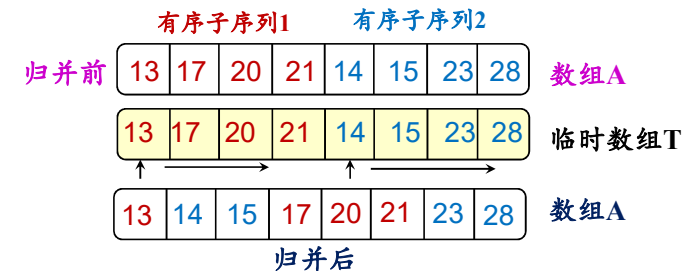 有序子序列1 有序子序列2
归并前 13 17 20 21 14 15 23 28 数组A
13 17 20 21 14 15 23 28 临时数组T
13 14 15 17 20 21 23 28 数组A
归并后